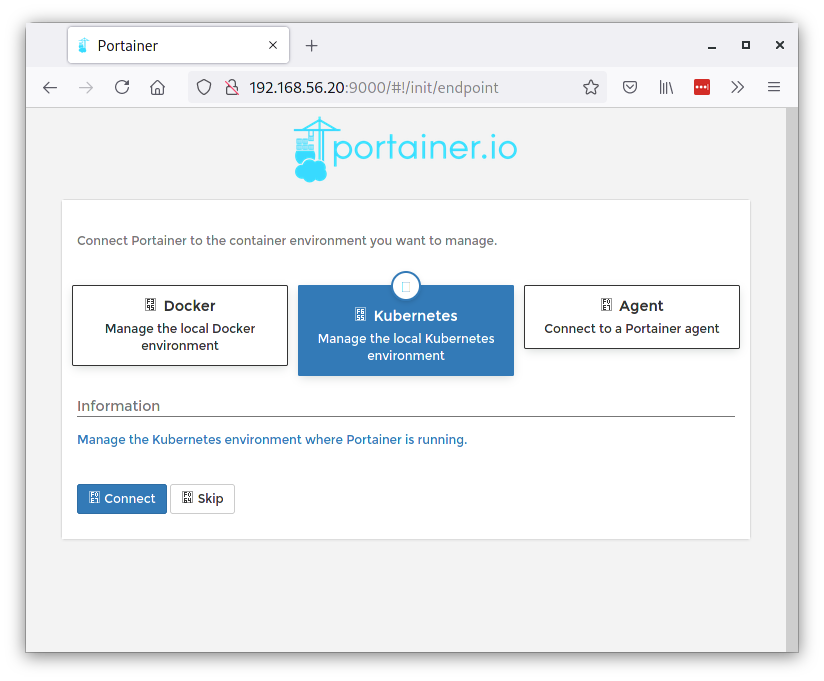 Portainer
192.168.56.20:9000/#!/init/endpoint
portainer.io
Connect Portainer to the container environment you want to manage.
Docker
Manage the local Docker
environment
Kubernetes
Manage the local Kubernetes
environment
Agent
Connect to a Portainer agent
Information
Manage the Kubernetes environment where Portainer is running.
Connect
Skip